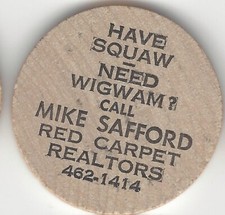 HAVE
SQUAW
–
NEED
WIGWAM?
CALL
MIKE SAFFORD
RED CARPET
REALTORS
462-1414